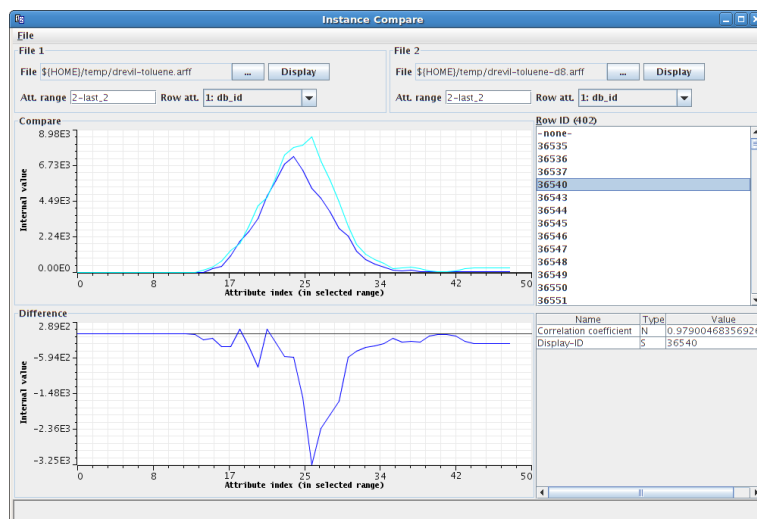 Instance Compare
File
File 1
File ${HOME}/temp/drevil-toluene.arff ... Display
Att. range 2-last_2 Row att. 1: db_id
File 2
File ${HOME}/temp/drevil-toluene-d8.arff ... Display
Att. range 2-last_2 Row att. 1: db_id
Compare
Internal value
8.98E3
6.73E3
4.49E3
2.24E3
0.00E0
0 8 17 25 34 42 50
Attribute index (in selected range)
Difference
Internal value
2.89E2
-5.94E2
-1.48E3
-2.36E3
-3.25E3
0 8 17 25 34 42 50
Attribute index (in selected range)
Row ID (402)
-none-
36535
36536
36537
36540
36543
36544
36545
36546
36547
36548
36549
36550
36551
Name Type Value
Correlation coefficient N 0.9790046835692
Display-ID S 36540